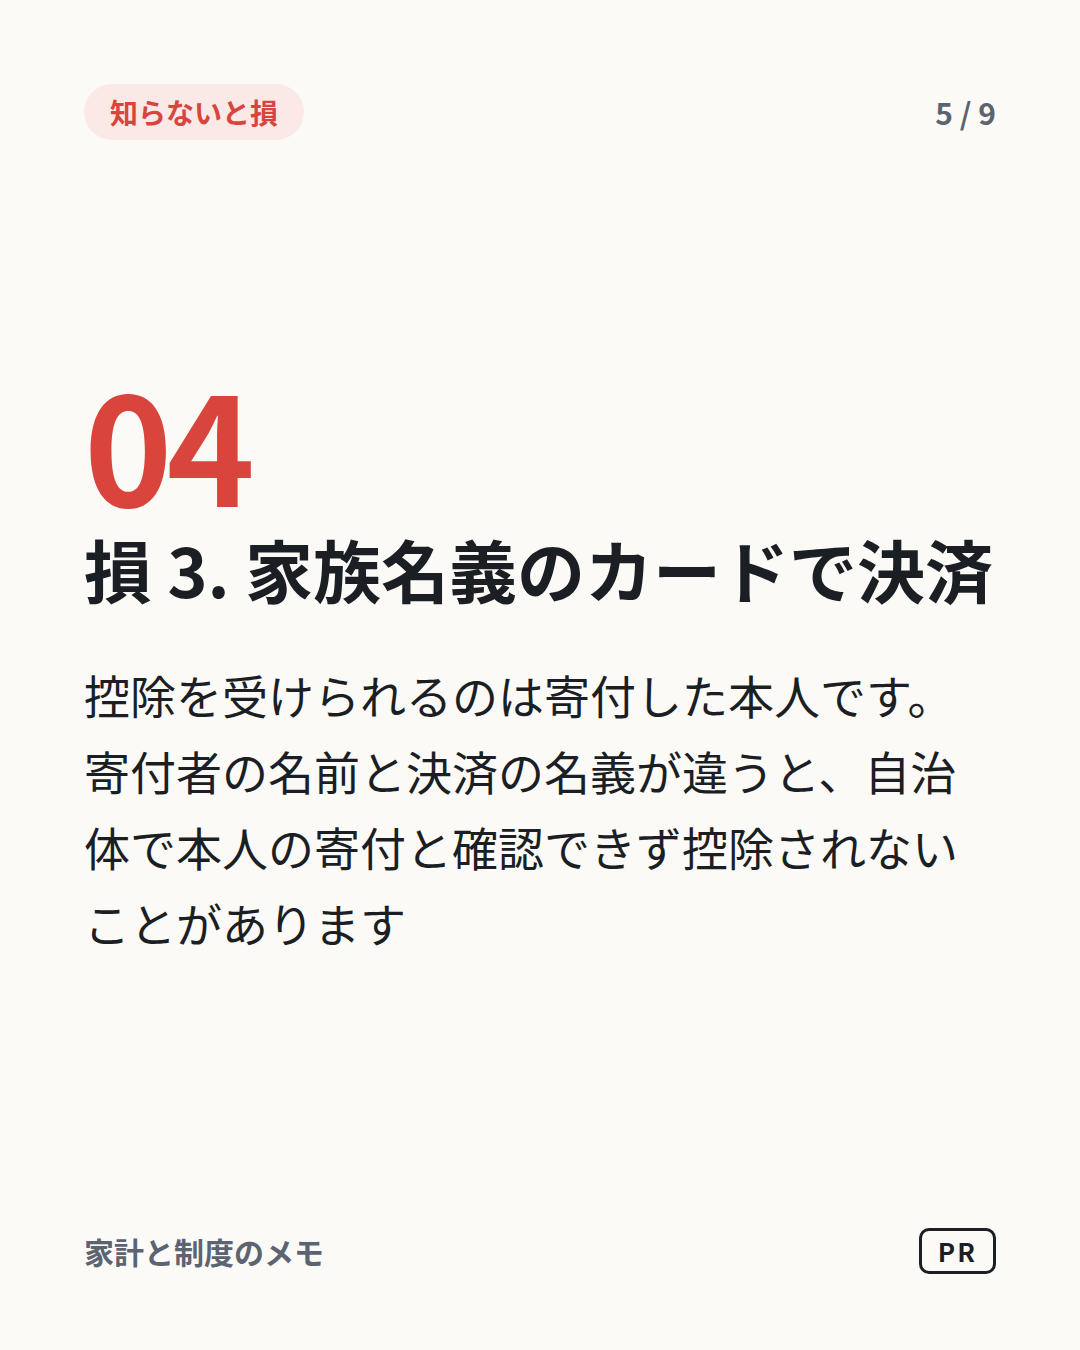 知らないと損
5 / 9
04
損 3. 家族名義のカードで決済
控除を受けられるのは寄付した本人です。
寄付者の名前と決済の名義が違うと、自治
体で本人の寄付と確認できず控除されない
ことがあります
家計と制度のメモ
PR